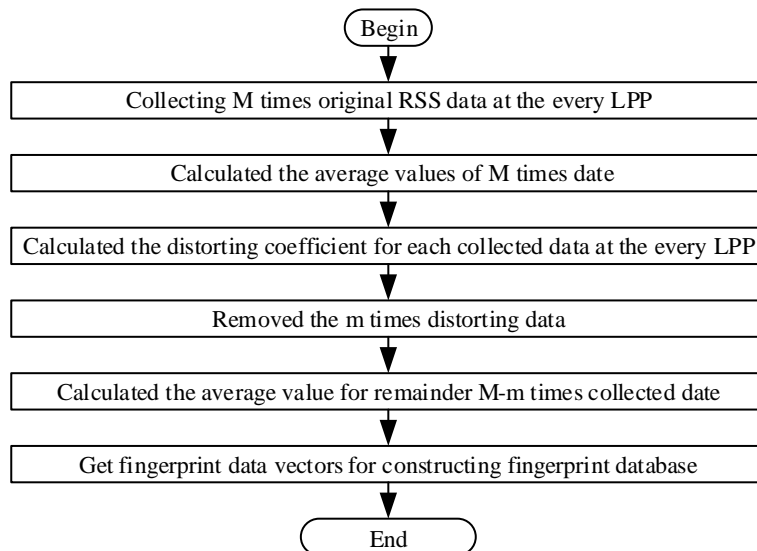 Begin
Collecting M times original RSS data at the every LPP
Calculated the average values of M times date
Calculated the distorting coefficient for each collected data at the every LPP
Removed the m times distorting data
Calculated the average value for remainder M-m times collected date
Get fingerprint data vectors for constructing fingerprint database
End